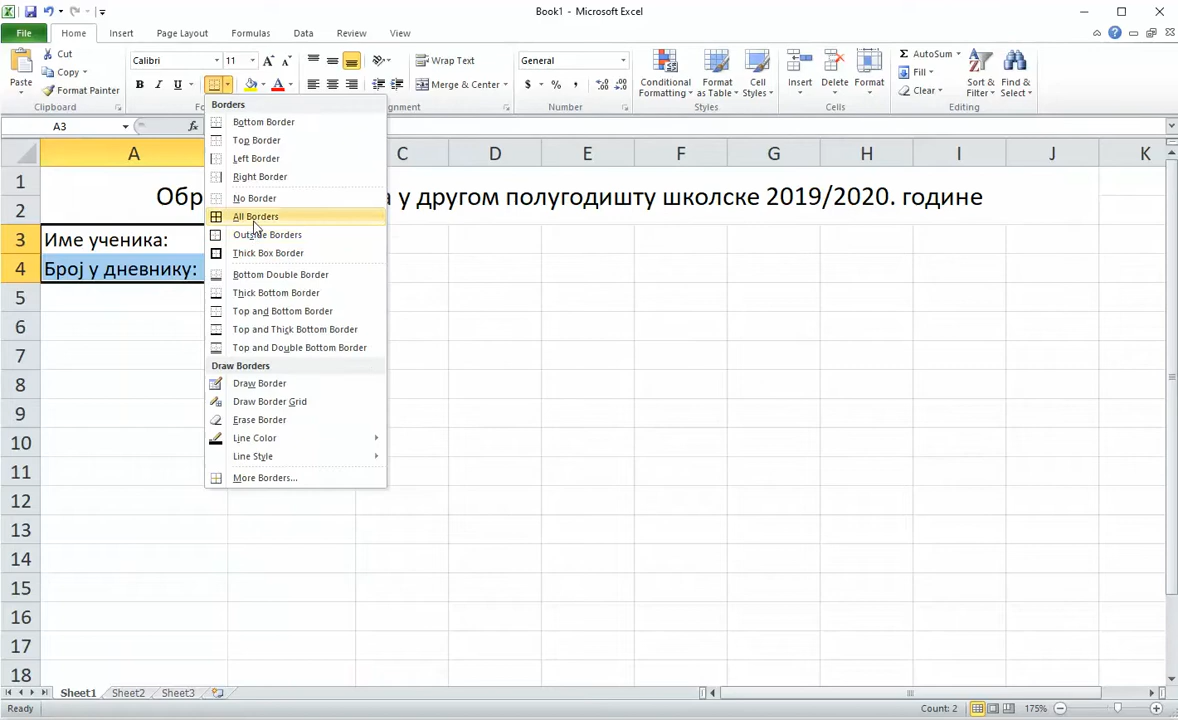 Book1 - Microsoft Excel
File Home Insert Page Layout Formulas Data Review View
Cut
Copy
Format Painter
Paste
Clipboard
Calibri 11
B I U
General
Wrap Text
Merge & Center
$ % ,
Number
Conditional Formatting
Format as Table
Cell Styles
Styles
Insert Delete Format
Cells
AutoSum
Fill
Clear
Sort & Filter
Find & Select
Editing
A3
fx
Borders
Bottom Border
Top Border
Left Border
Right Border
No Border
All Borders
Outside Borders
Thick Box Border
Bottom Double Border
Thick Bottom Border
Top and Bottom Border
Top and Thick Bottom Border
Top and Double Bottom Border
Draw Borders
Draw Border
Draw Border Grid
Erase Border
Line Color
Line Style
More Borders...
A C D E F G H I J K
1
у другом полугодишту школске 2019/2020. године
2
3 Име ученика:
4 Број у дневнику:
5
6
7
8
9
10
11
12
13
14
15
16
17
18
Sheet1 Sheet2 Sheet3
Ready
Count: 2
175%